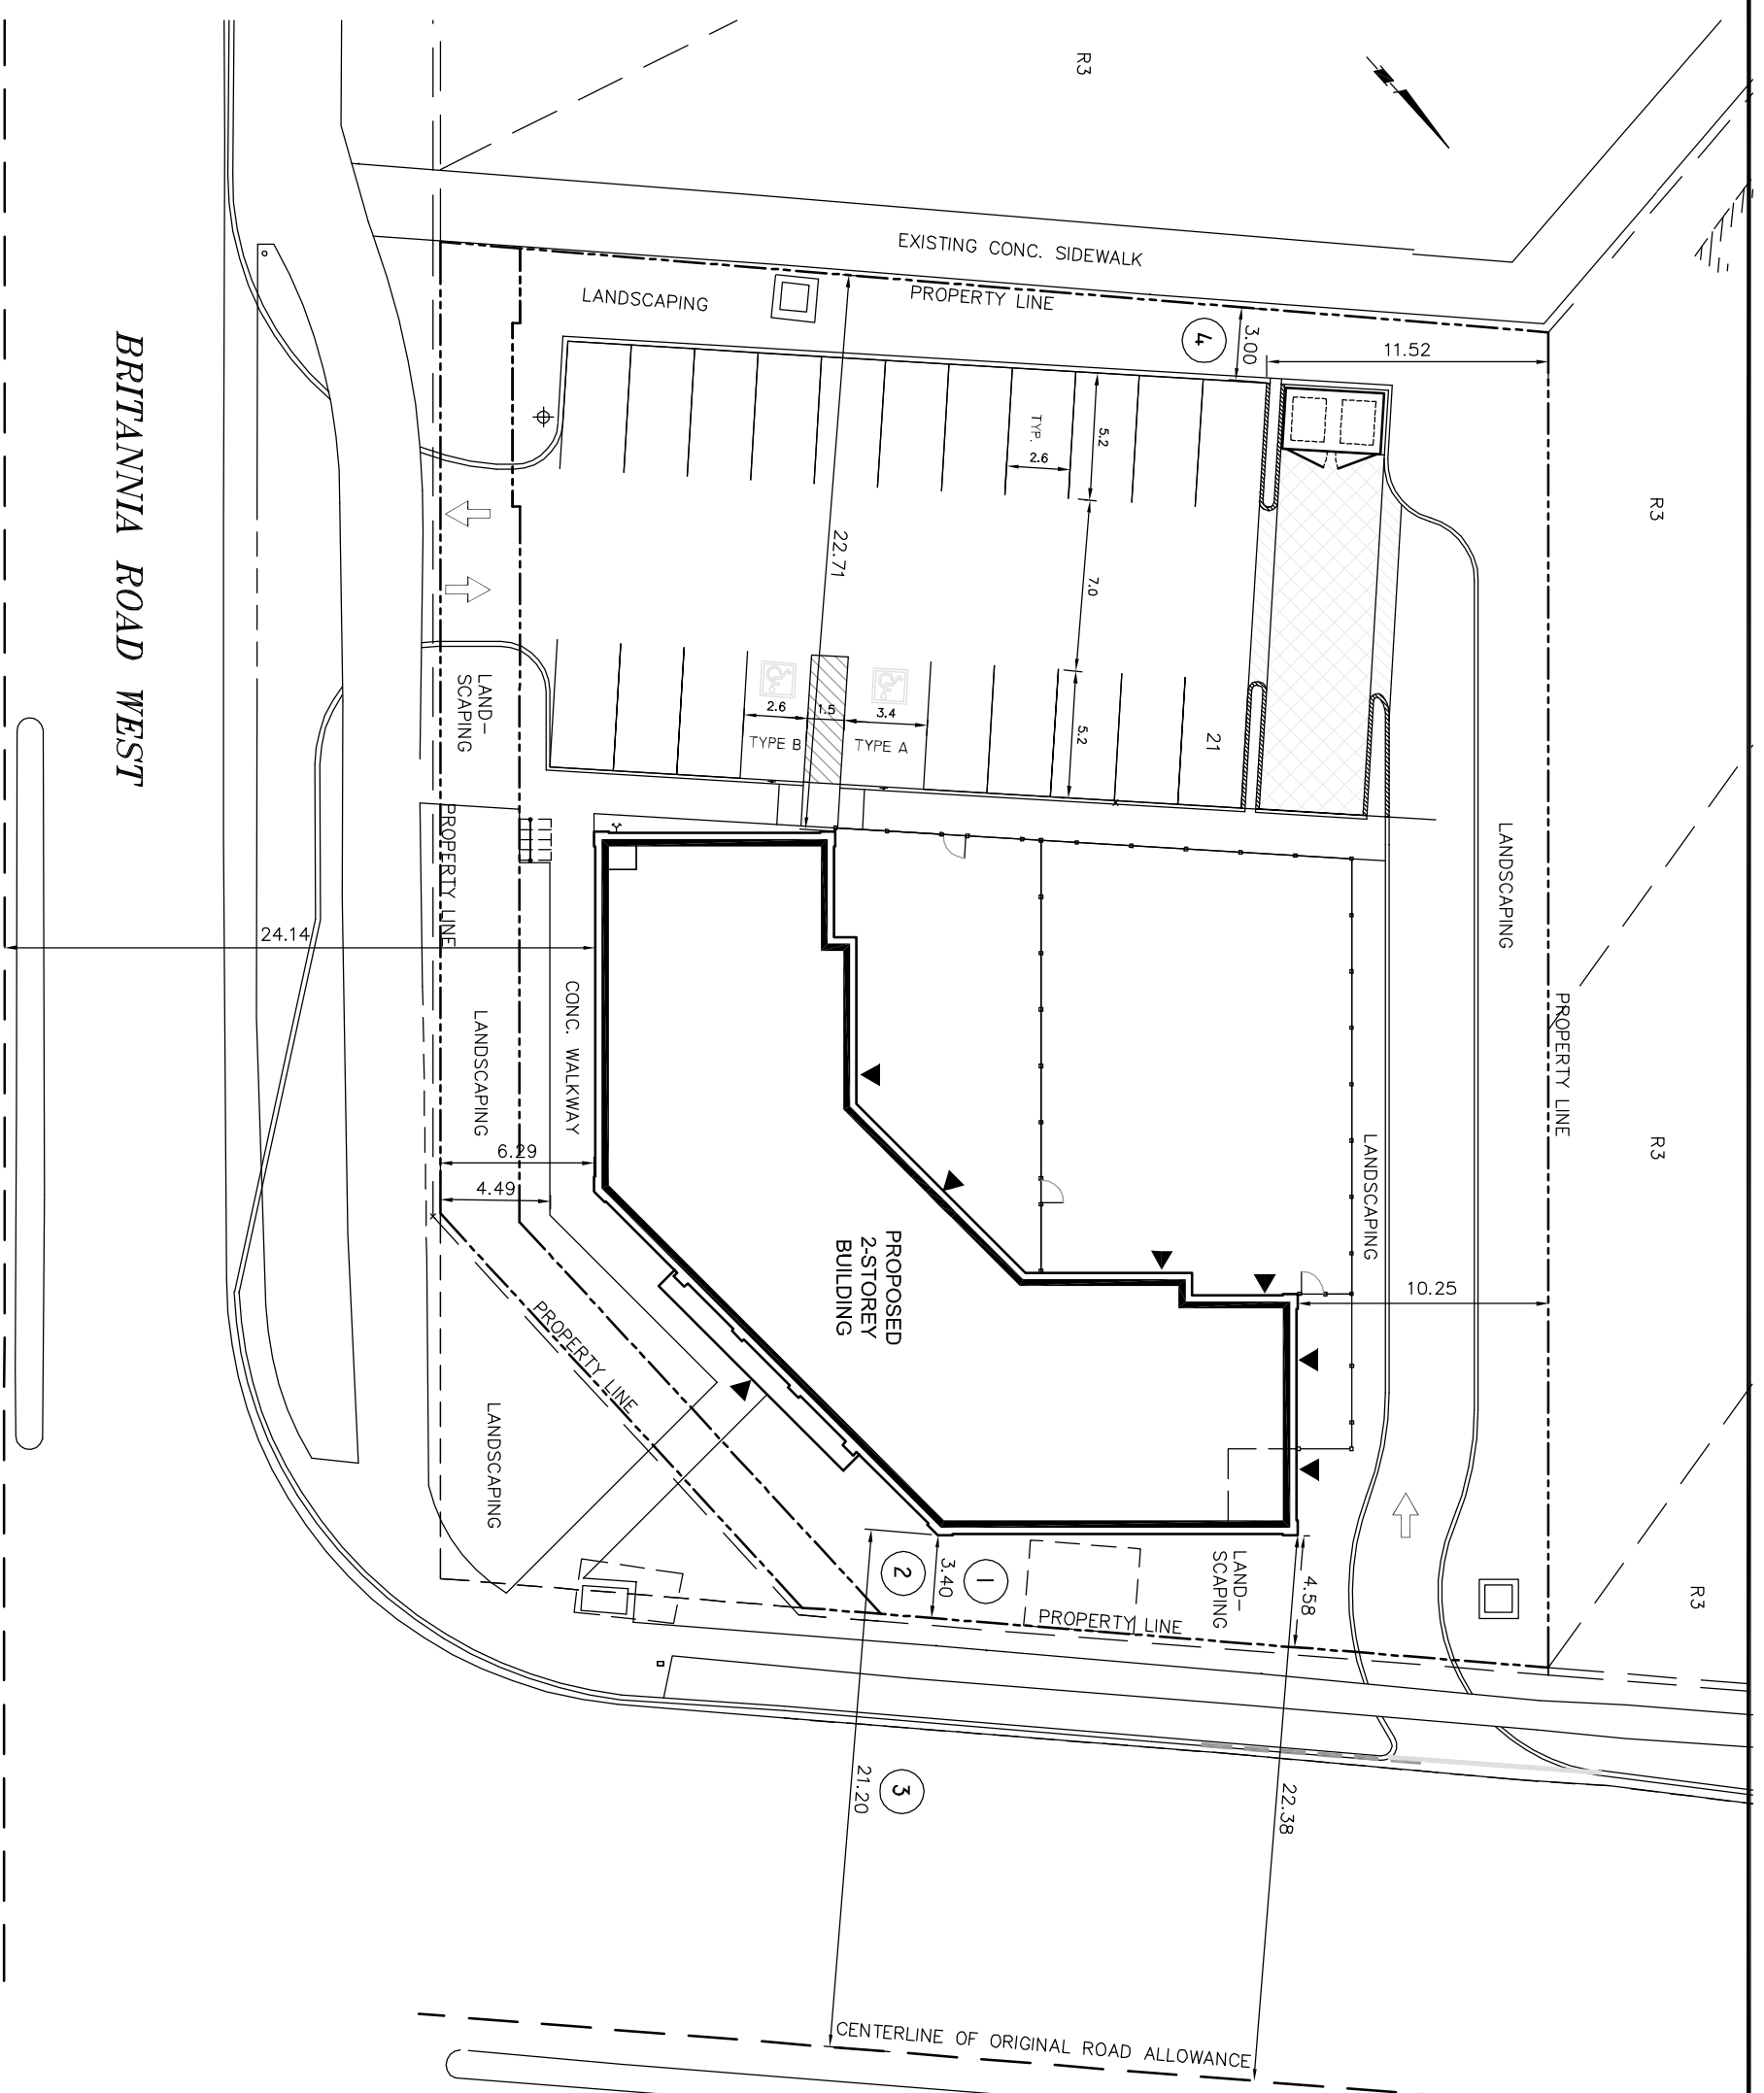 R3
EXISTING CONC. SIDEWALK
PROPERTY LINE
LANDSCAPING
4
3.00
11.52
R3
TYP.
2.6
5.2
7.0
22.71
BRITANNIA ROAD WEST
LAND-
SCAPING
2.6
1.5
3.4
TYPE B
TYPE A
5.2
21
LANDSCAPING
PROPERTY LINE
24.14
CONC. WALKWAY
LANDSCAPING
PROPERTY LINE
R3
6.29
4.49
LANDSCAPING
10.25
PROPOSED
2-STOREY
BUILDING
PROPERTY LINE
LANDSCAPING
2
3.40
1
LAND-
SCAPING
4.58
PROPERTY LINE
R3
3
21.20
22.38
CENTERLINE OF ORIGINAL ROAD ALLOWANCE